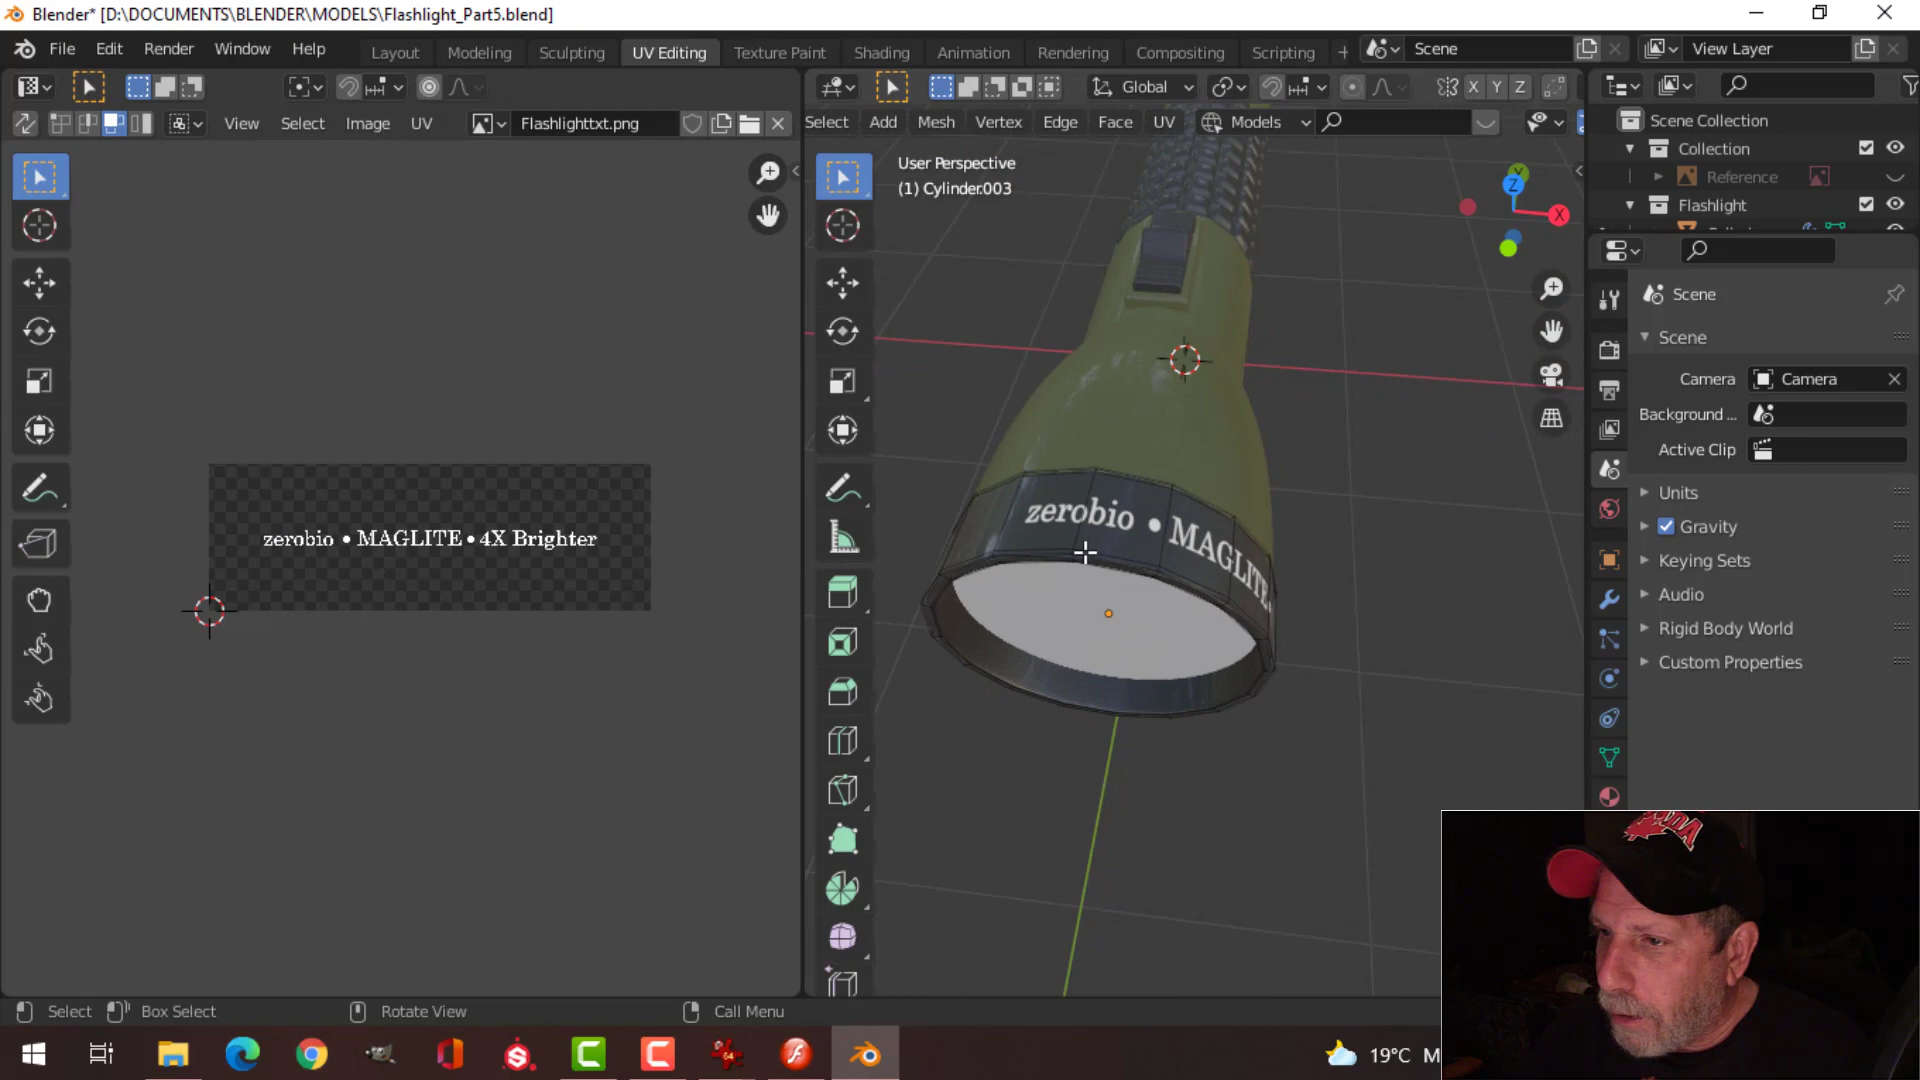 Blender* [D:\DOCUMENTS\BLENDER\MODELS\Flashlight_Part5.blend]
File Edit Render Window Help Layout Modeling Sculpting UV Editing Texture Paint Shading Animation Rendering Compositing Scripting + Scene View Layer
Global X Y Z
View Select Image UV Flashlighttxt.png Select Add Mesh Vertex Edge Face UV Models
Scene Collection
Collection
Reference
Flashlight
User Perspective
(1) Cylinder.003
Y
Z
X
Scene
Scene
Camera Camera
Background ...
Active Clip
Units
Gravity
Keying Sets
Audio
Rigid Body World
Custom Properties
zerobio • MAGLITE • 4X Brighter
zerobio • MAGLITE
Select Box Select Rotate View Call Menu
19°C M